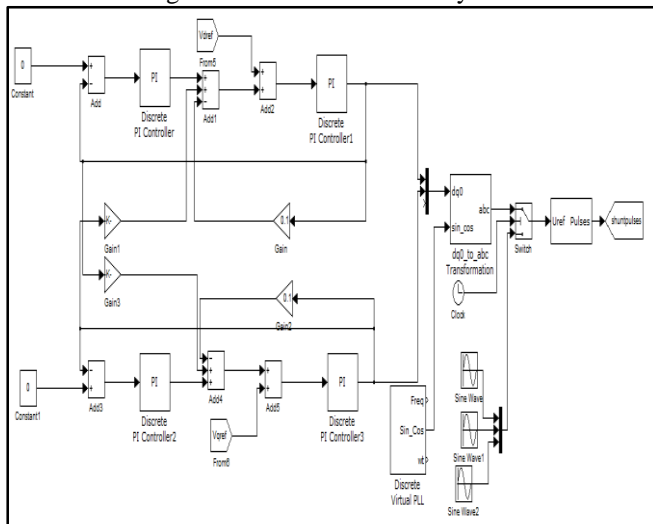 Vdref
From5
0
Constant
Add
PI
Discrete
PI Controller
Add1
Add2
PI
Discrete
PI Controller1
K-
Gain1
0.1
Gain
K-
Gain3
0.1
Gain2
dq0
sin_cos
abc
dq0_to_abc
Transformation
Switch
Uref Pulses
shuntpulses
Clock
0
Constant1
Add3
PI
Discrete
PI Controller2
Add4
Add5
PI
Discrete
PI Controller3
Vqref
From6
Freq
Sin_Cos
wt
Discrete
Virtual PLL
Sine Wave
Sine Wave1
Sine Wave2